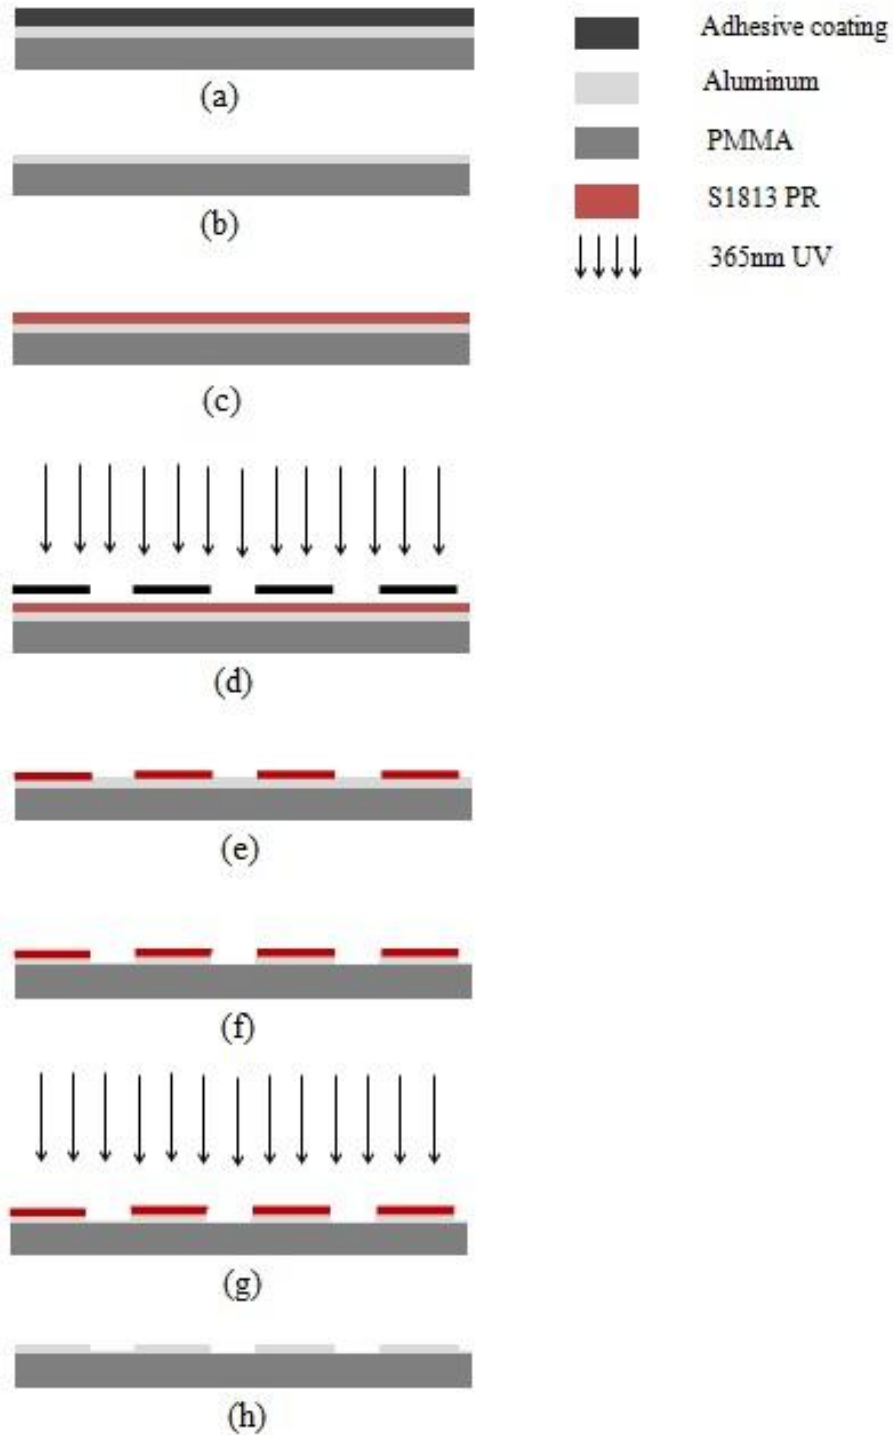 Adhesive coating
Aluminum
PMMA
S1813 PR
365nm UV
(a)
(b)
(c)
(d)
(e)
(f)
(g)
(h)